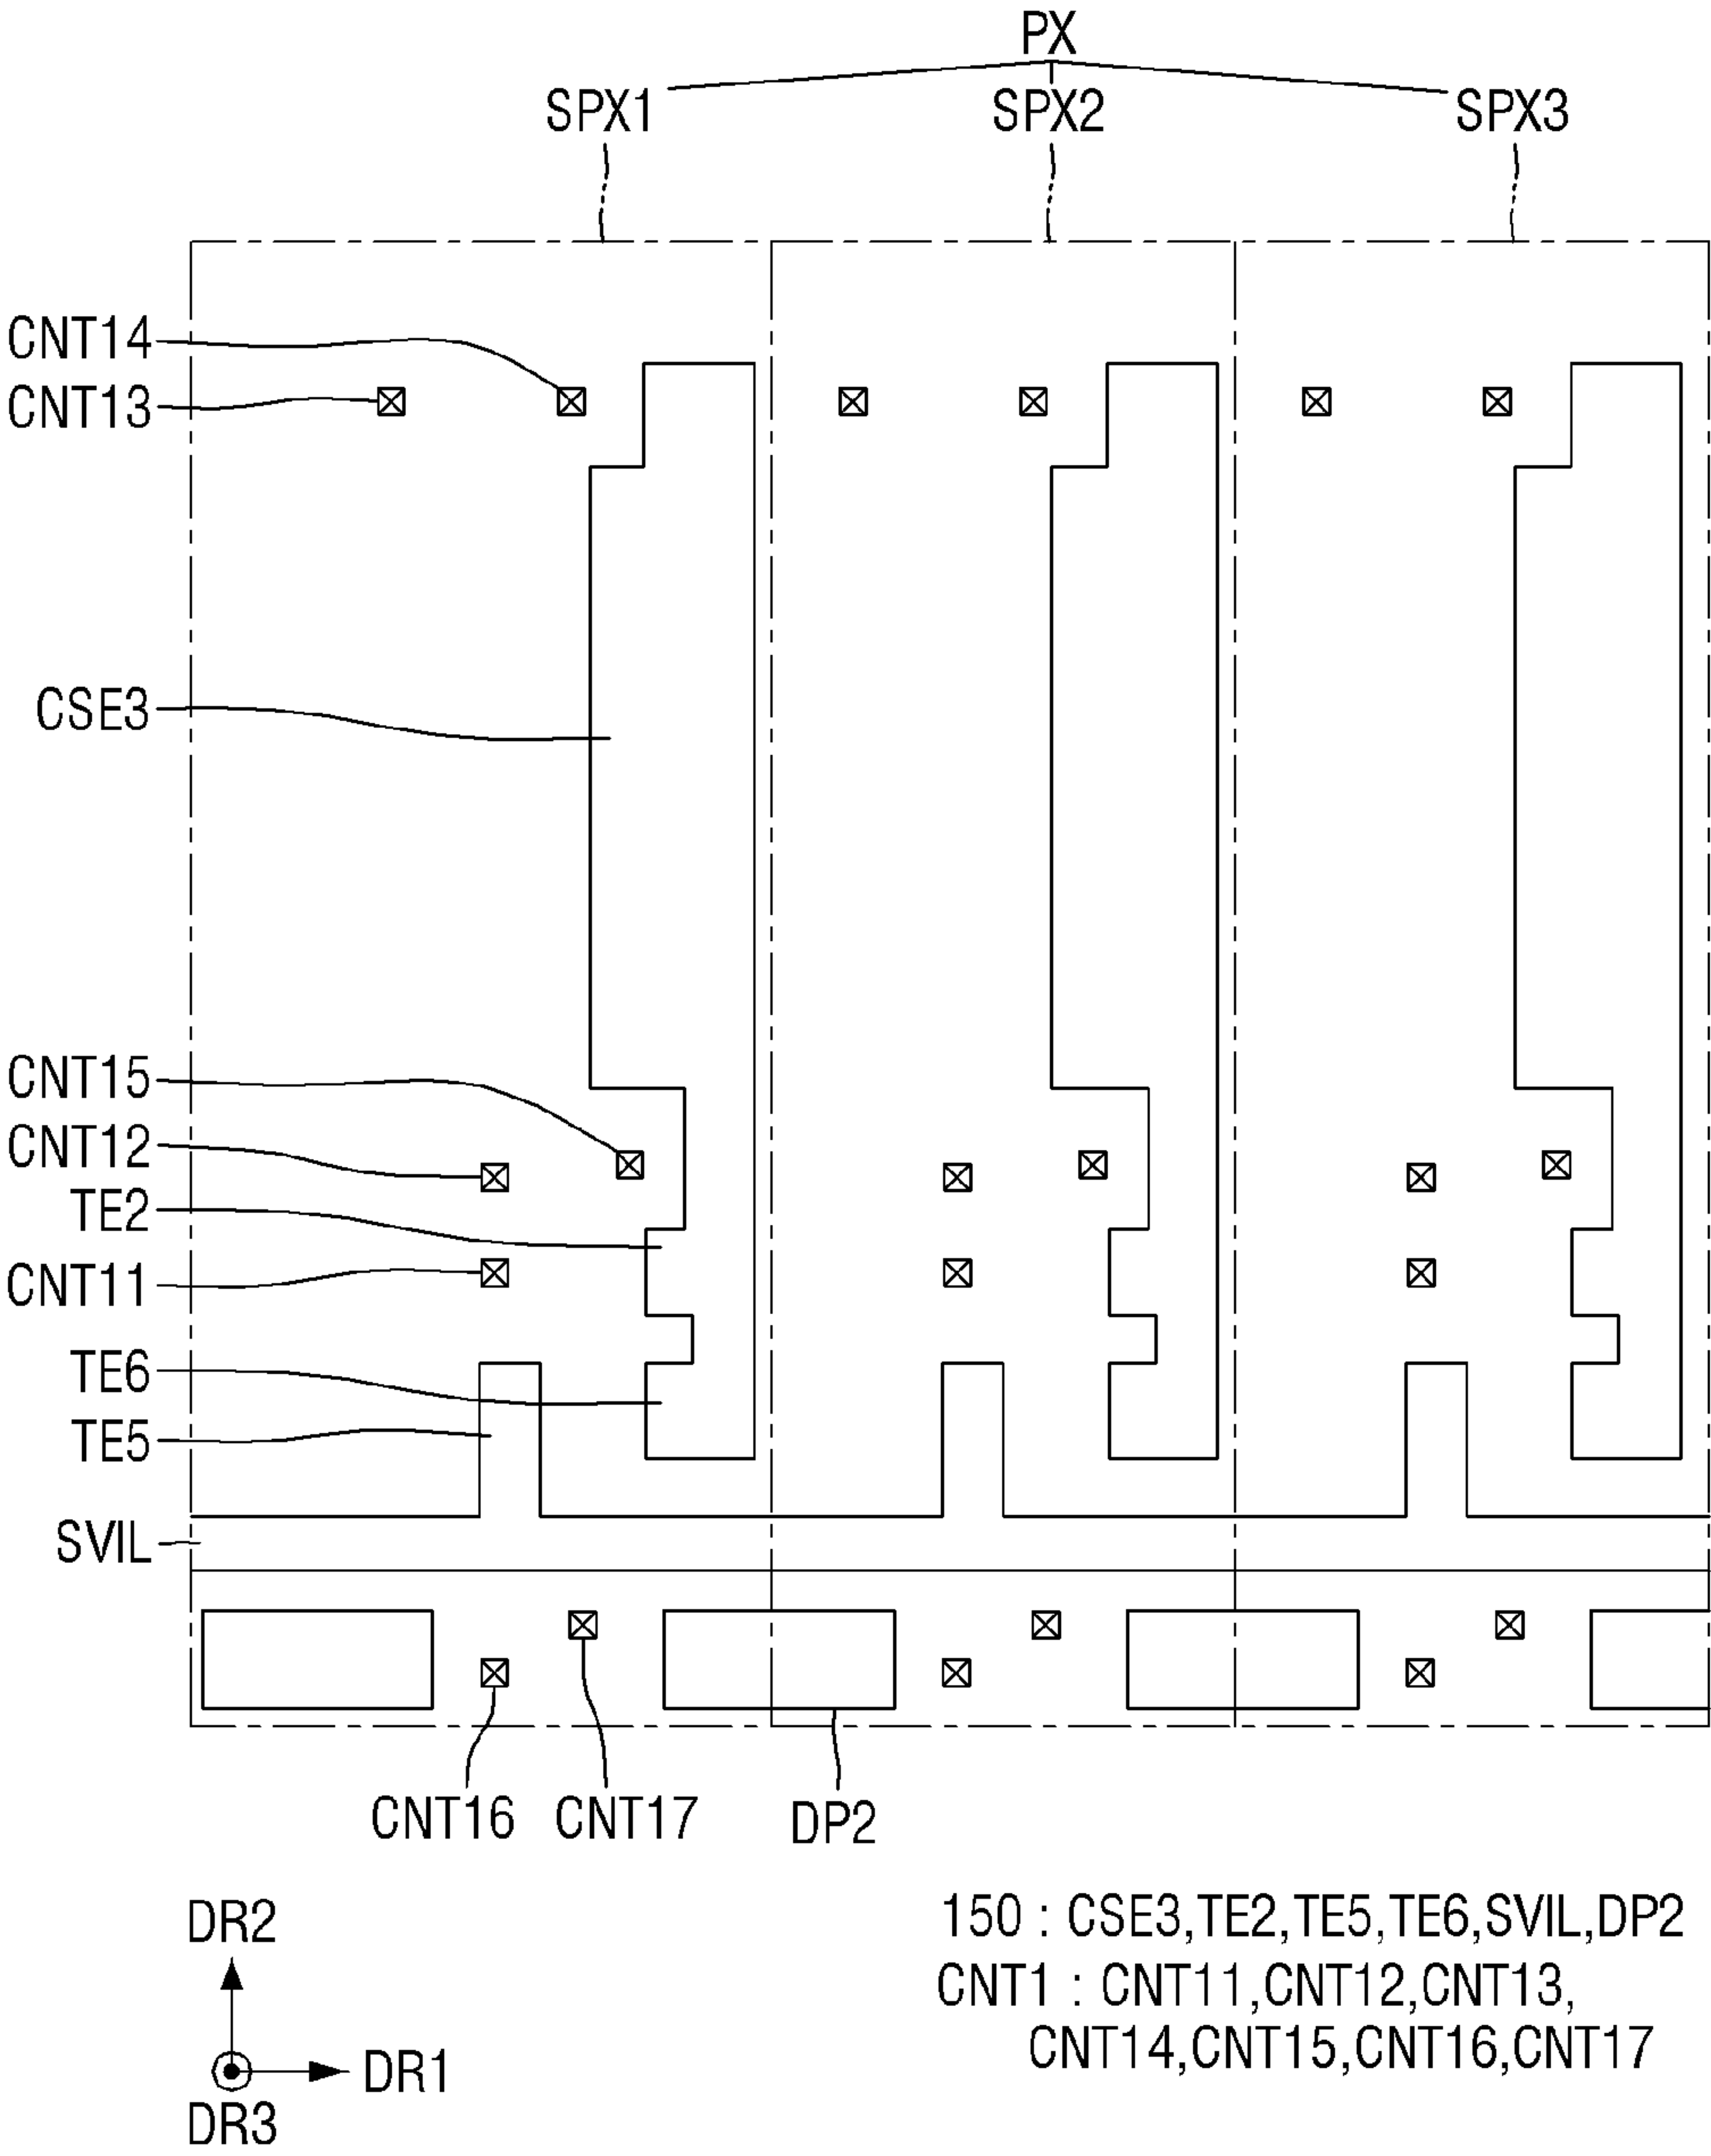 PX
SPX1 SPX2 SPX3
CNT14
CNT13
CSE3
CNT15
CNT12
TE2
CNT11
TE6
TE5
SVIL
CNT16 CNT17 DP2
150 : CSE3,TE2,TE5,TE6,SVIL,DP2
CNT1 : CNT11,CNT12,CNT13,
CNT14,CNT15,CNT16,CNT17
DR2
DR1
DR3